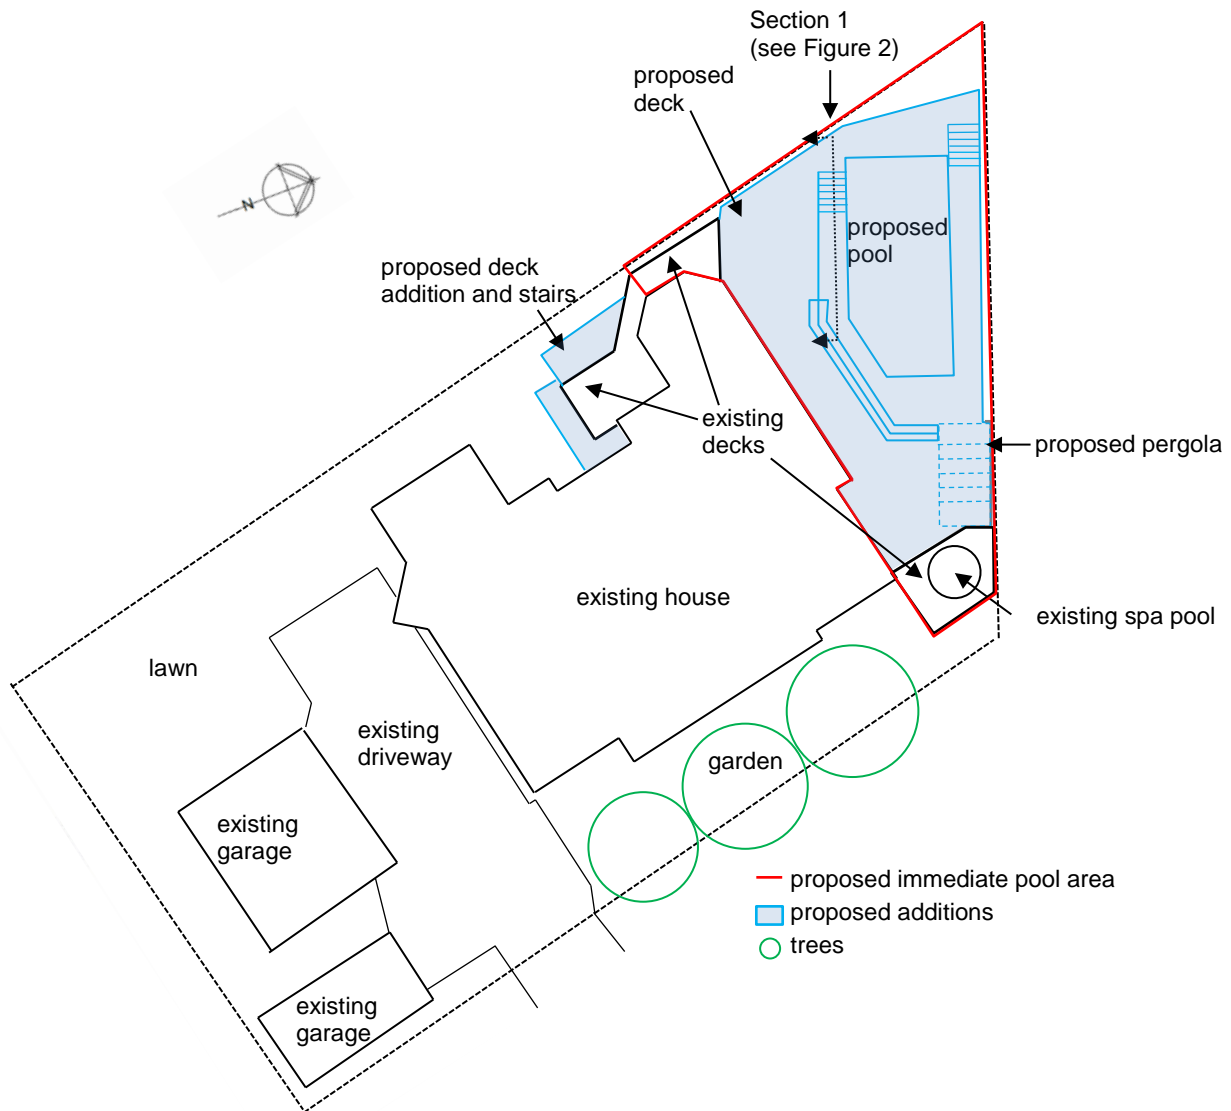 Section 1
(see Figure 2)
proposed
deck
N
proposed
pool
proposed deck
addition and stairs
existing
decks
proposed pergola
existing house
existing spa pool
lawn
existing
driveway
garden
existing
garage
proposed immediate pool area
proposed additions
trees
existing
garage